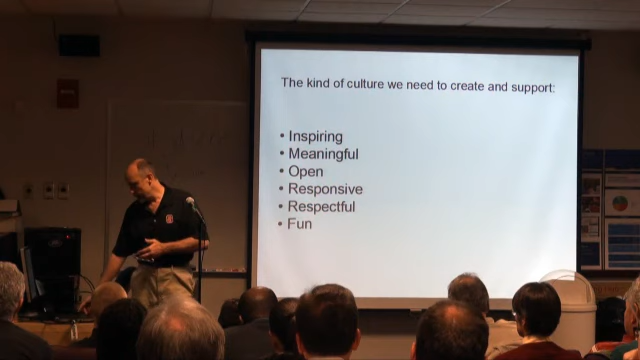 The kind of culture we need to create and support:
• Inspiring
• Meaningful
• Open
• Responsive
• Respectful
• Fun